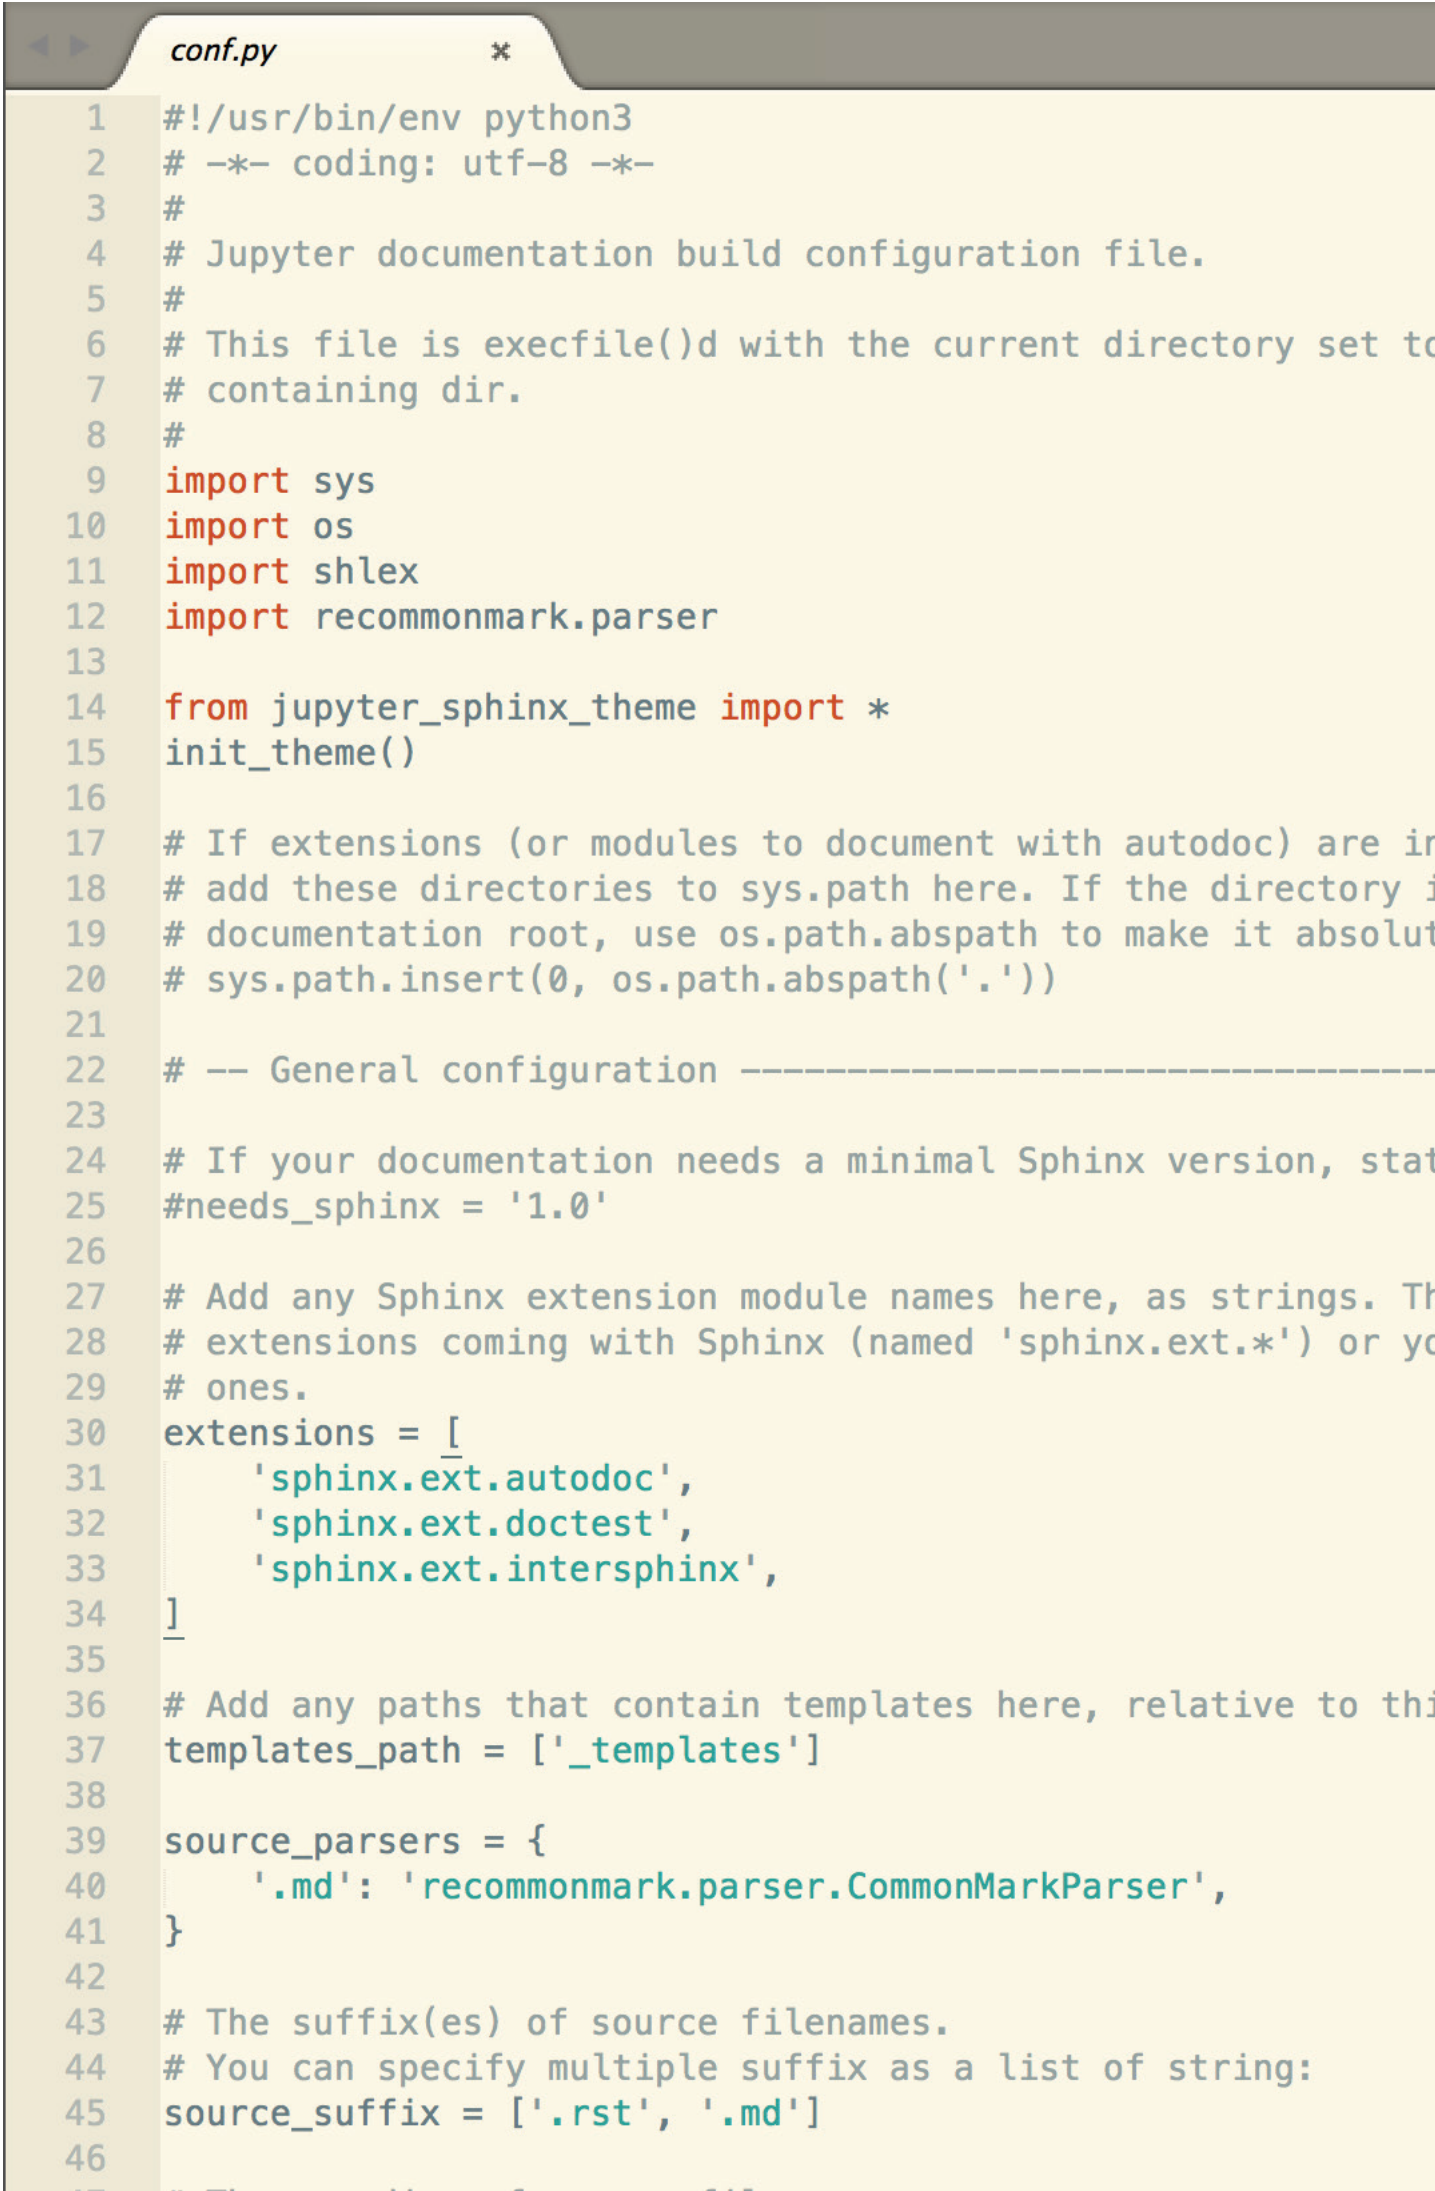 conf.py ×
1 #!/usr/bin/env python3
2 # -*- coding: utf-8 -*-
3 #
4 # Jupyter documentation build configuration file.
5 #
6 # This file is execfile()d with the current directory set to
7 # containing dir.
8 #
9 import sys
10 import os
11 import shlex
12 import recommonmark.parser
13
14 from jupyter_sphinx_theme import *
15 init_theme()
16
17 # If extensions (or modules to document with autodoc) are in
18 # add these directories to sys.path here. If the directory i
19 # documentation root, use os.path.abspath to make it absolut
20 # sys.path.insert(0, os.path.abspath('.'))
21
22 # -- General configuration ---------------------------------
23
24 # If your documentation needs a minimal Sphinx version, stat
25 #needs_sphinx = '1.0'
26
27 # Add any Sphinx extension module names here, as strings. Th
28 # extensions coming with Sphinx (named 'sphinx.ext.*') or yo
29 # ones.
30 extensions = [
31     'sphinx.ext.autodoc',
32     'sphinx.ext.doctest',
33     'sphinx.ext.intersphinx',
34 ]
35
36 # Add any paths that contain templates here, relative to thi
37 templates_path = ['_templates']
38
39 source_parsers = {
40     '.md': 'recommonmark.parser.CommonMarkParser',
41 }
42
43 # The suffix(es) of source filenames.
44 # You can specify multiple suffix as a list of string:
45 source_suffix = ['.rst', '.md']
46